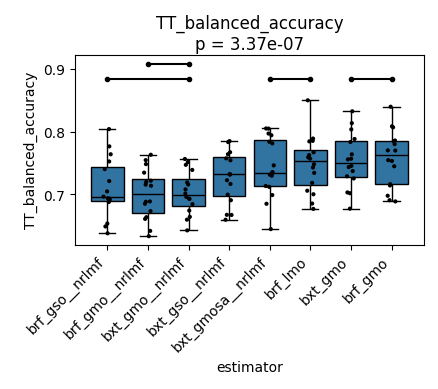 TT_balanced_accuracy
p = 3.37e-07
TT_balanced_accuracy
0.9
0.8
0.7
brf_gso__nrlmf
brf_gmo__nrlmf
bxt_gmo__nrlmf
bxt_gso__nrlmf
bxt_gmosa__nrlmf
brf_lmo
bxt_gmo
brf_gmo
estimator